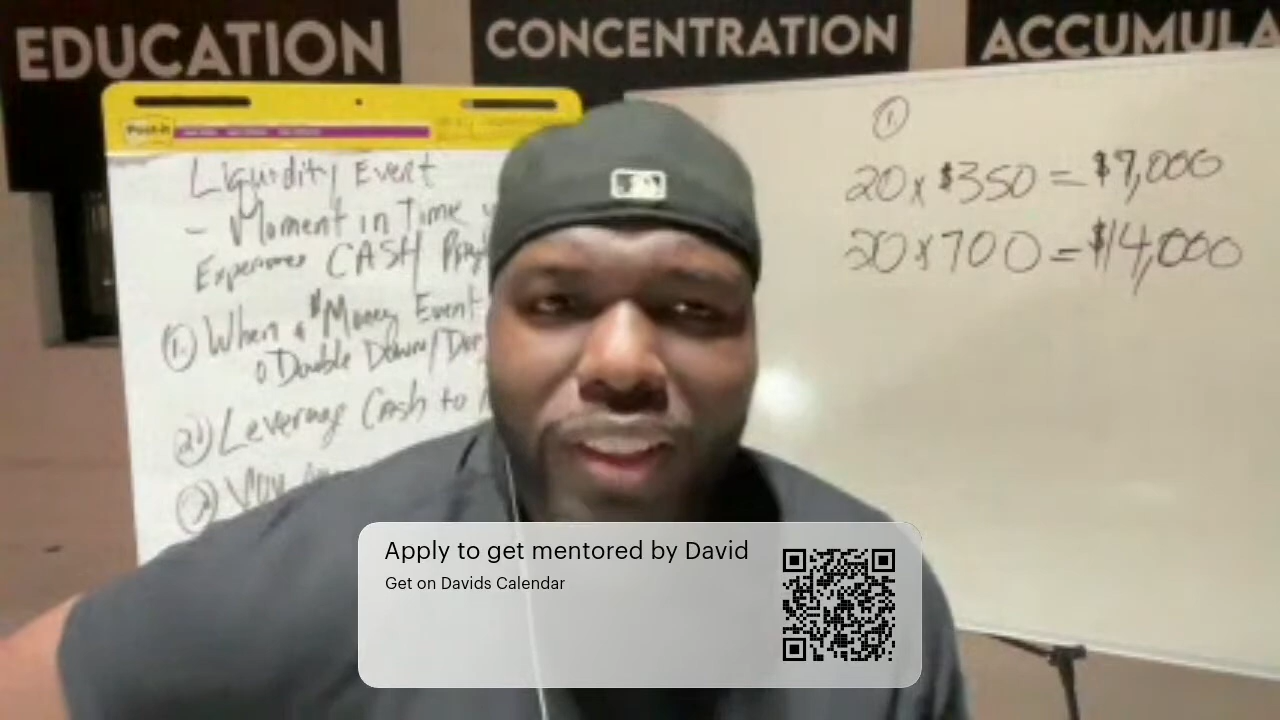 EDUCATION
CONCENTRATION
ACCUMULA
Post-it
Liquidity Event
- Moment in Time
CASH
① When a $Money Event
o Double Down/
2) Leverage Cash to
①
20 x $350 = $7,000
20 x 700 = $14,000
Apply to get mentored by David
Get on Davids Calendar